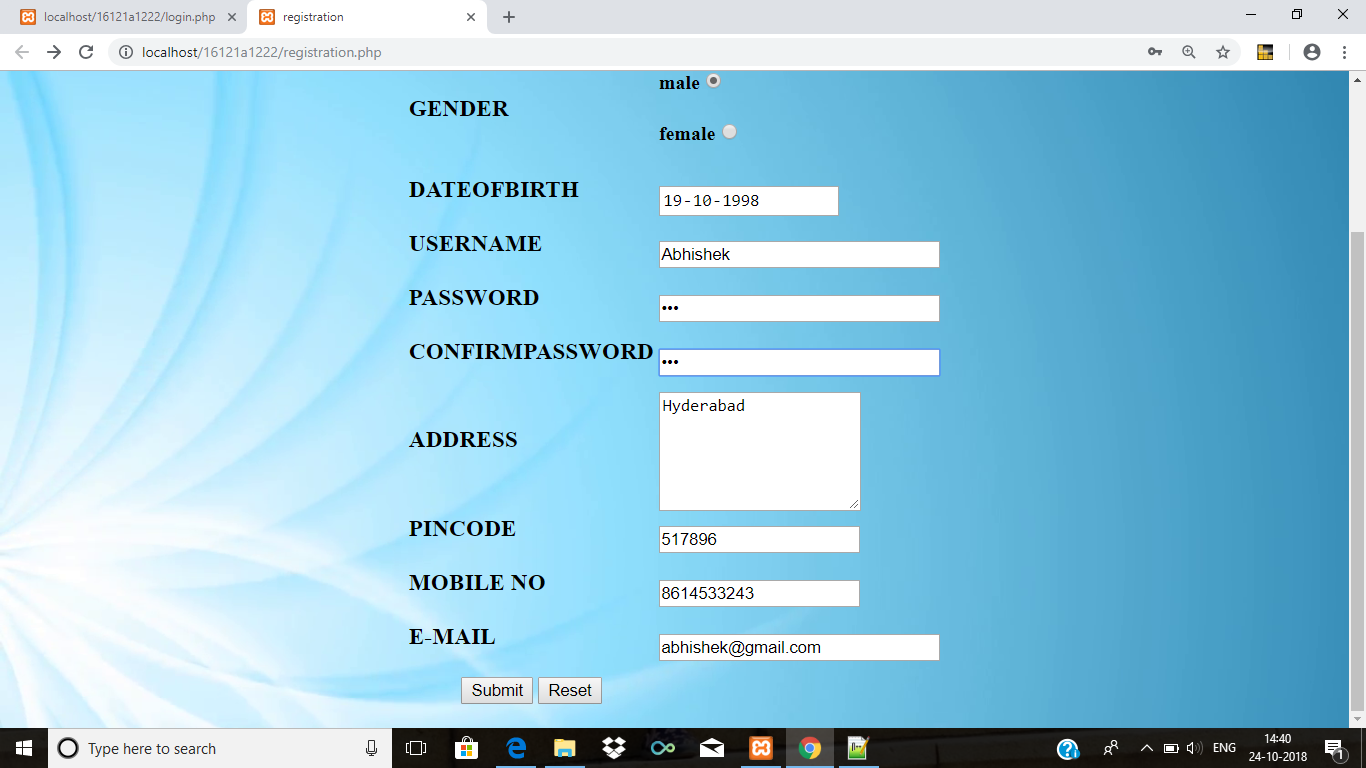 localhost/16121a1222/login.php
registration
localhost/16121a1222/registration.php
male
GENDER
female
DATEOFBIRTH
19-10-1998
USERNAME
Abhishek
PASSWORD
•••
CONFIRMPASSWORD
•••
Hyderabad
ADDRESS
PINCODE
517896
MOBILE NO
8614533243
E-MAIL
abhishek@gmail.com
Submit Reset
Type here to search
ENG
14:40
24-10-2018
1